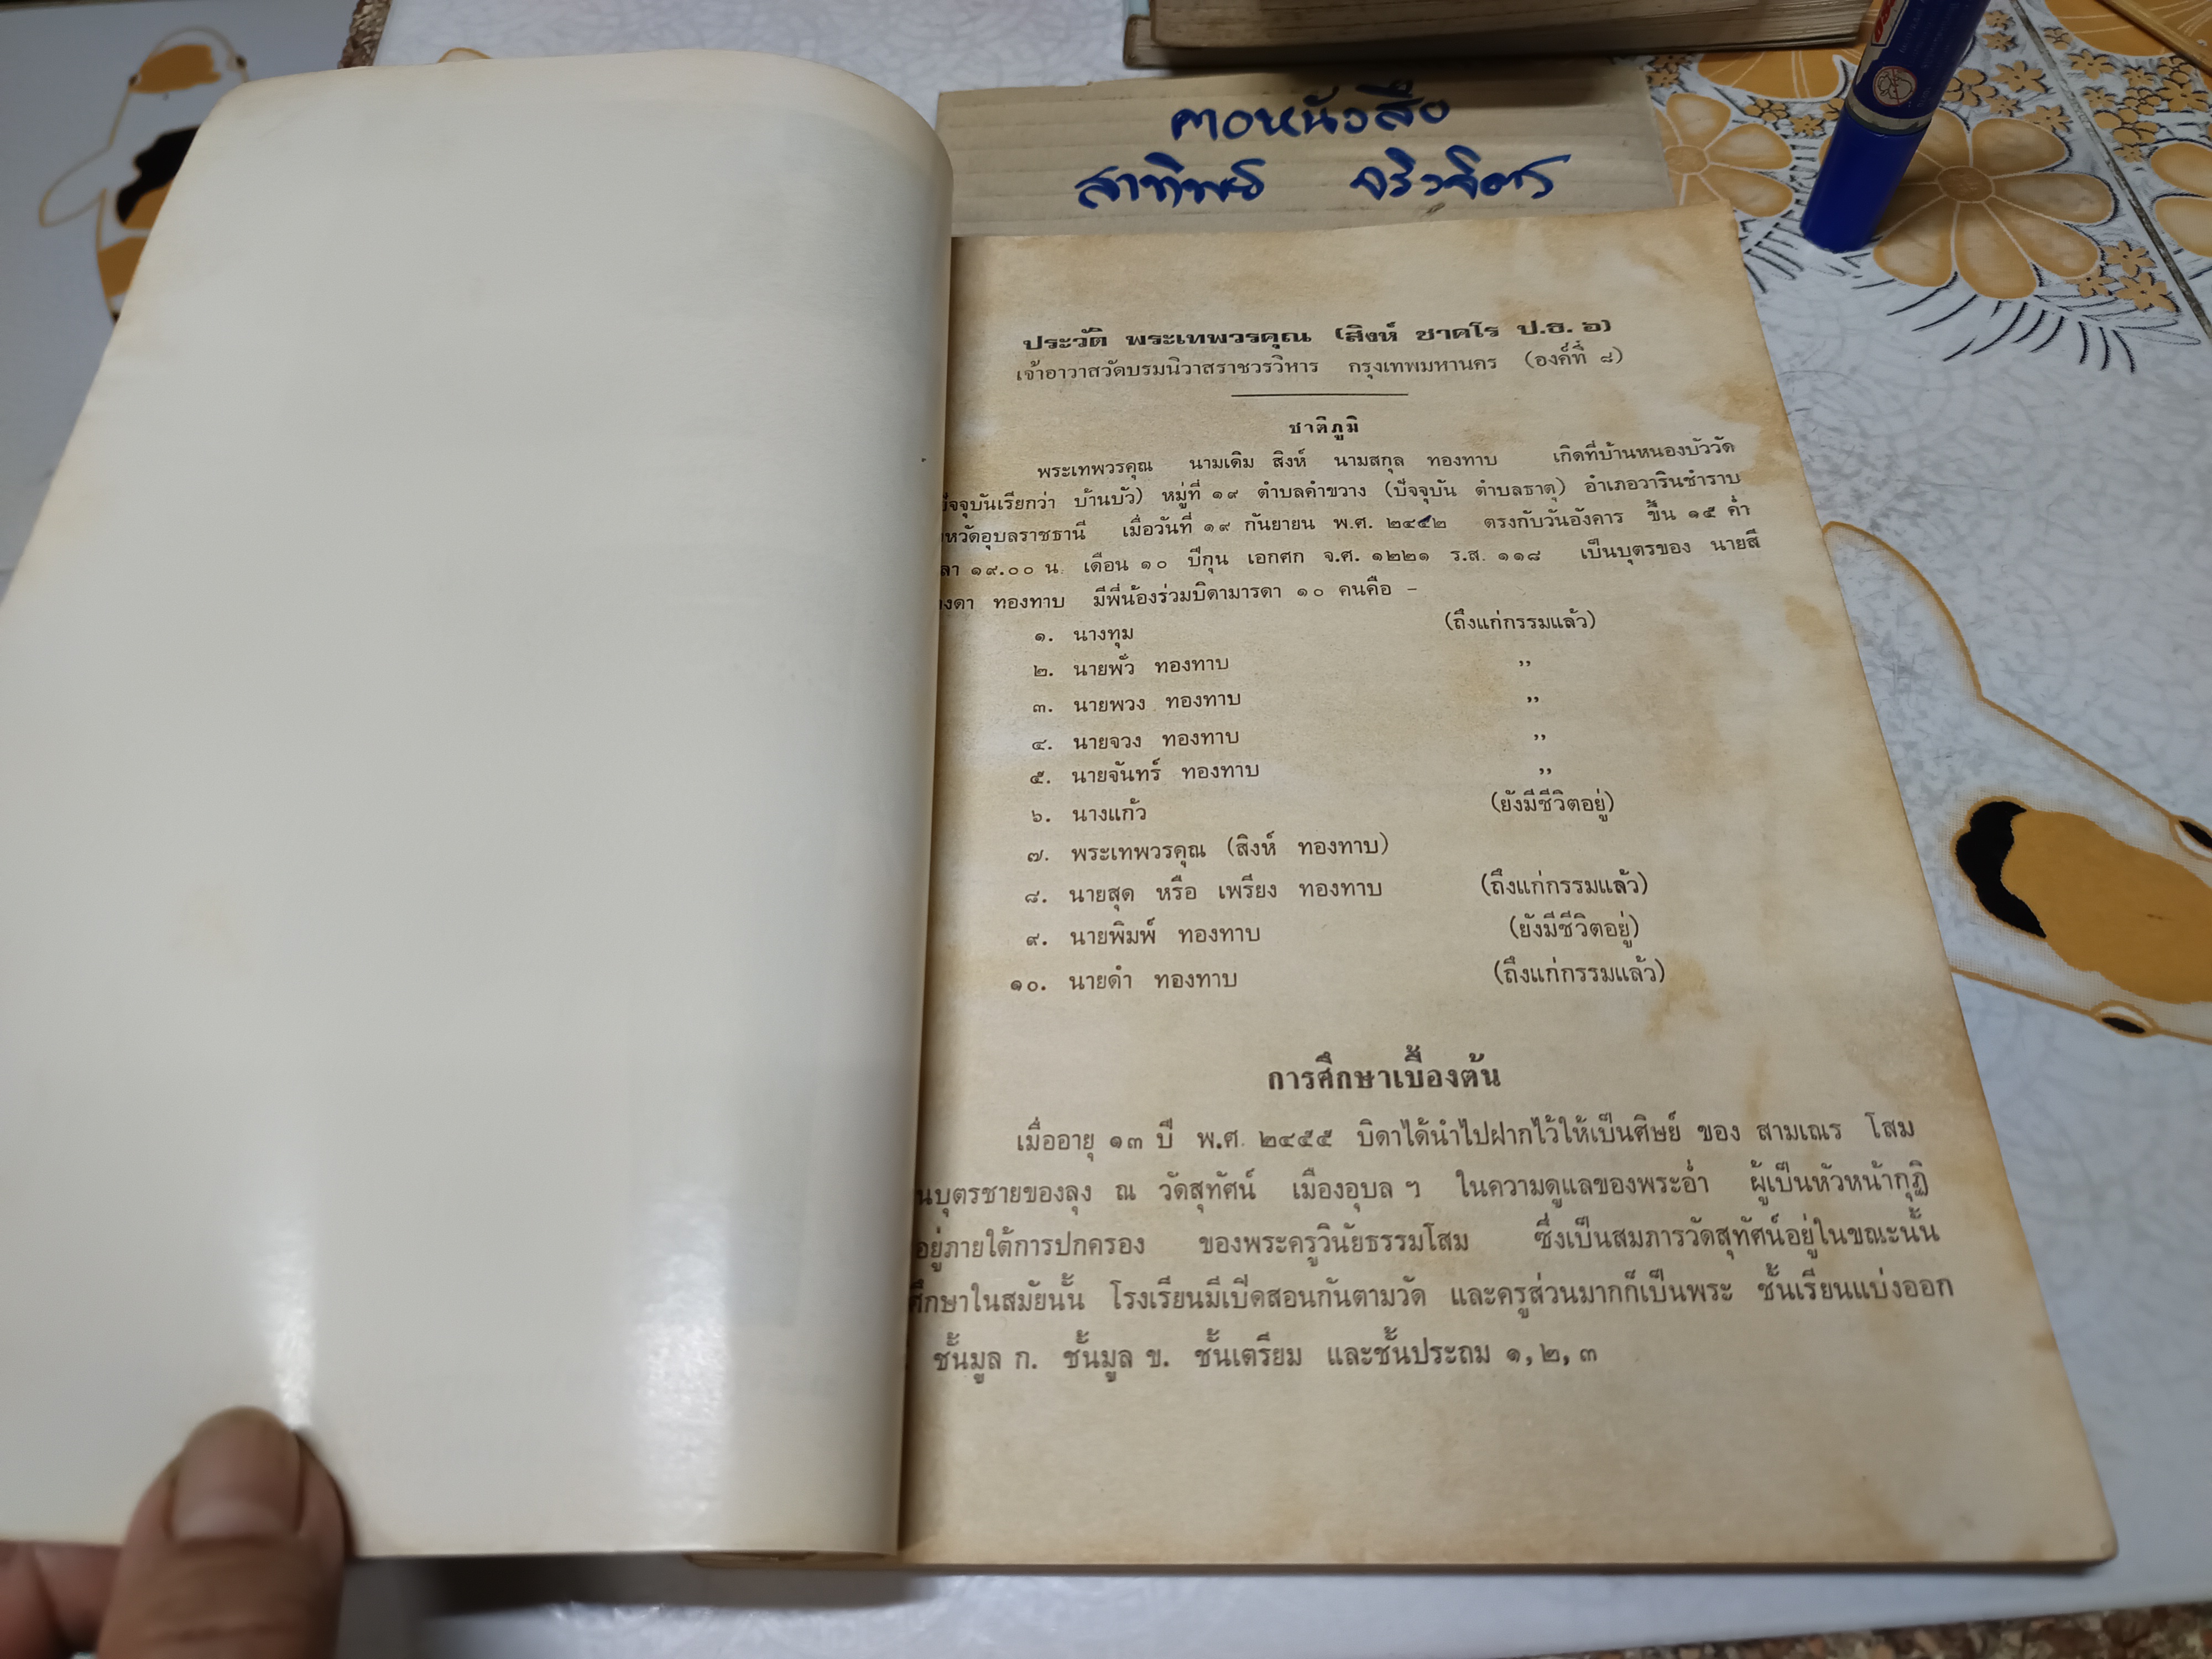 ฅอหนังสือ
สาทิพย์ จริงจิตร
ประวัติ พระเทพวรคุณ (สิงห์ ชาคโร ป.ธ. ๖)
เจ้าอาวาสวัดบรมนิวาสราชวรวิหาร กรุงเทพมหานคร (องค์ที่ ๘)
ชาติภูมิ
พระเทพวรคุณ นามเดิม สิงห์ นามสกุล ทองทาบ เกิดที่บ้านหนองบัววัด
ปัจจุบันเรียกว่า บ้านบัว) หมู่ที่ ๑๙ ตำบลคำขวาง (ปัจจุบัน ตำบลธาตุ) อำเภอวารินชำราบ
หวัดอุบลราชธานี เมื่อวันที่ ๑๙ กันยายน พ.ศ. ๒๔๔๒ ตรงกับวันอังคาร ขึ้น ๑๕ ค่ำ
ลา ๑๙.๐๐ น. เดือน ๑๐ ปีกุน เอกศก จ.ศ. ๑๒๒๑ ร.ส. ๑๑๘ เป็นบุตรของ นายสี
งดา ทองทาบ มีพี่น้องร่วมบิดามารดา ๑๐ คนคือ –
๑. นางทุม (ถึงแก่กรรมแล้ว)
๒. นายพั่ว ทองทาบ ,,
๓. นายพวง ทองทาบ ,,
๔. นายจวง ทองทาบ ,,
๕. นายจันทร์ ทองทาบ ,,
๖. นางแก้ว (ยังมีชีวิตอยู่)
๗. พระเทพวรคุณ (สิงห์ ทองทาบ)
๘. นายสุด หรือ เพรียง ทองทาบ (ถึงแก่กรรมแล้ว)
๙. นายพิมพ์ ทองทาบ (ยังมีชีวิตอยู่)
๑๐. นายดำ ทองทาบ (ถึงแก่กรรมแล้ว)
การศึกษาเบื้องต้น
เมื่ออายุ ๑๓ ปี พ.ศ. ๒๔๕๕ บิดาได้นำไปฝากไว้ให้เป็นศิษย์ ของ สามเณร โสม
นบุตรชายของลุง ณ วัดสุทัศน์ เมืองอุบล ฯ ในความดูแลของพระอ่ำ ผู้เป็นหัวหน้ากุฏิ
อยู่ภายใต้การปกครอง ของพระครูวินัยธรรมโสม ซึ่งเป็นสมภารวัดสุทัศน์อยู่ในขณะนั้น
ศึกษาในสมัยนั้น โรงเรียนมีเปิดสอนกันตามวัด และครูส่วนมากก็เป็นพระ ชั้นเรียนแบ่งออก
ชั้นมูล ก. ชั้นมูล ข. ชั้นเตรียม และชั้นประถม ๑, ๒, ๓